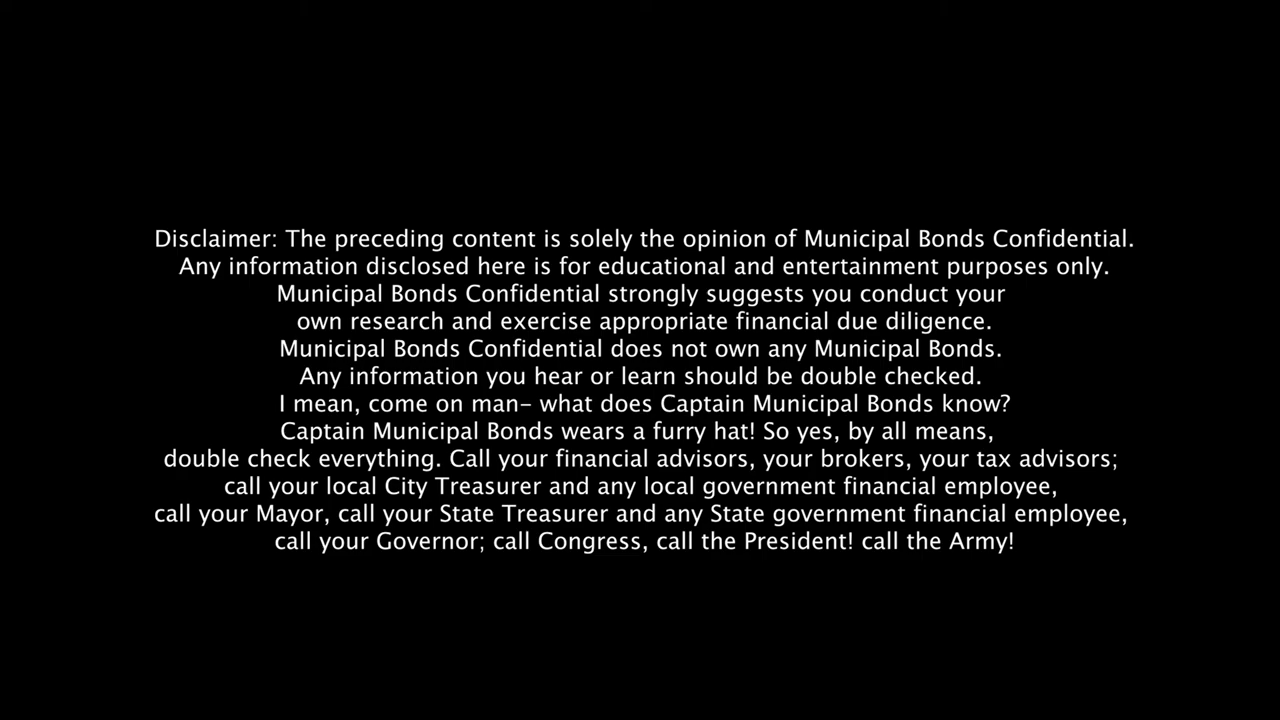 Disclaimer: The preceding content is solely the opinion of Municipal Bonds Confidential.
Any information disclosed here is for educational and entertainment purposes only.
Municipal Bonds Confidential strongly suggests you conduct your
own research and exercise appropriate financial due diligence.
Municipal Bonds Confidential does not own any Municipal Bonds.
Any information you hear or learn should be double checked.
I mean, come on man– what does Captain Municipal Bonds know?
Captain Municipal Bonds wears a furry hat! So yes, by all means,
double check everything. Call your financial advisors, your brokers, your tax advisors;
call your local City Treasurer and any local government financial employee,
call your Mayor, call your State Treasurer and any State government financial employee,
call your Governor; call Congress, call the President! call the Army!